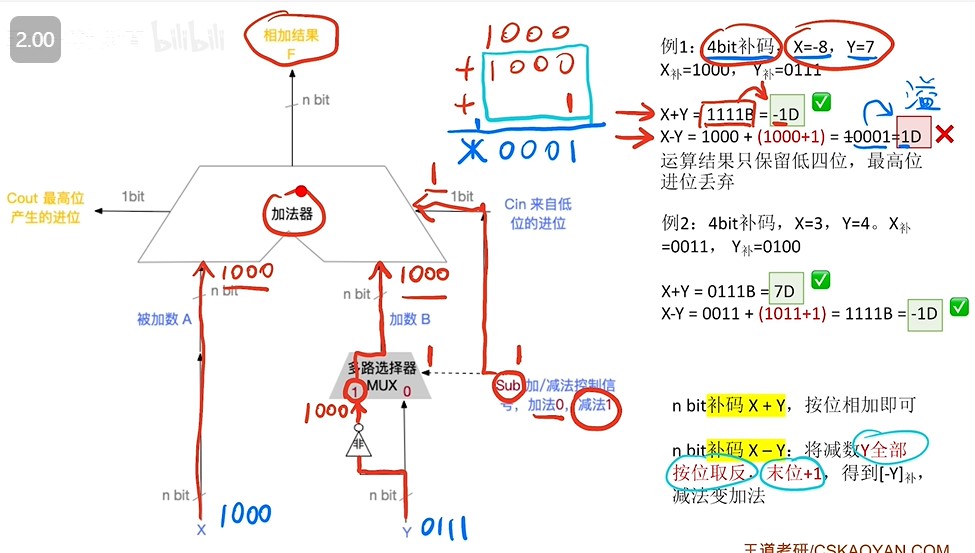 2.00
bilibili
相加结果
F
n bit
1000
+ 1000
+ 1
1
0001
例1：4bit补码，X=-8，Y=7
X补=1000， Y补=0111
X+Y = 1111B = -1D
溢
X-Y = 1000 + (1000+1) = 10001=1D
运算结果只保留低四位，最高位
进位丢弃
Cout 最高位
产生的进位
1bit
加法器
1
1bit
Cin 来自低
位的进位
例2：4bit补码，X=3，Y=4。X补
=0011， Y补=0100
1000
1000
n bit
n bit
被加数 A
加数 B
X+Y = 0111B = 7D
X-Y = 0011 + (1011+1) = 1111B = -1D
多路选择器
MUX
1
0
1
1
Sub 加/减法控制信
号，加法0，减法1
1000
非
n bit补码 X + Y，按位相加即可
n bit补码 X – Y：将减数Y全部
按位取反，末位+1，得到[-Y]补，
减法变加法
n bit
n bit
X
1000
Y
0111
王道考研/CSKAOYAN.COM